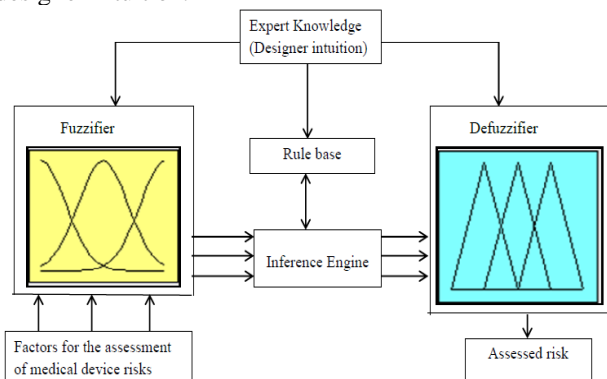 Expert Knowledge
(Designer intuition)
Fuzzifier
Defuzzifier
Rule base
Inference Engine
Factors for the assessment
of medical device risks
Assessed risk